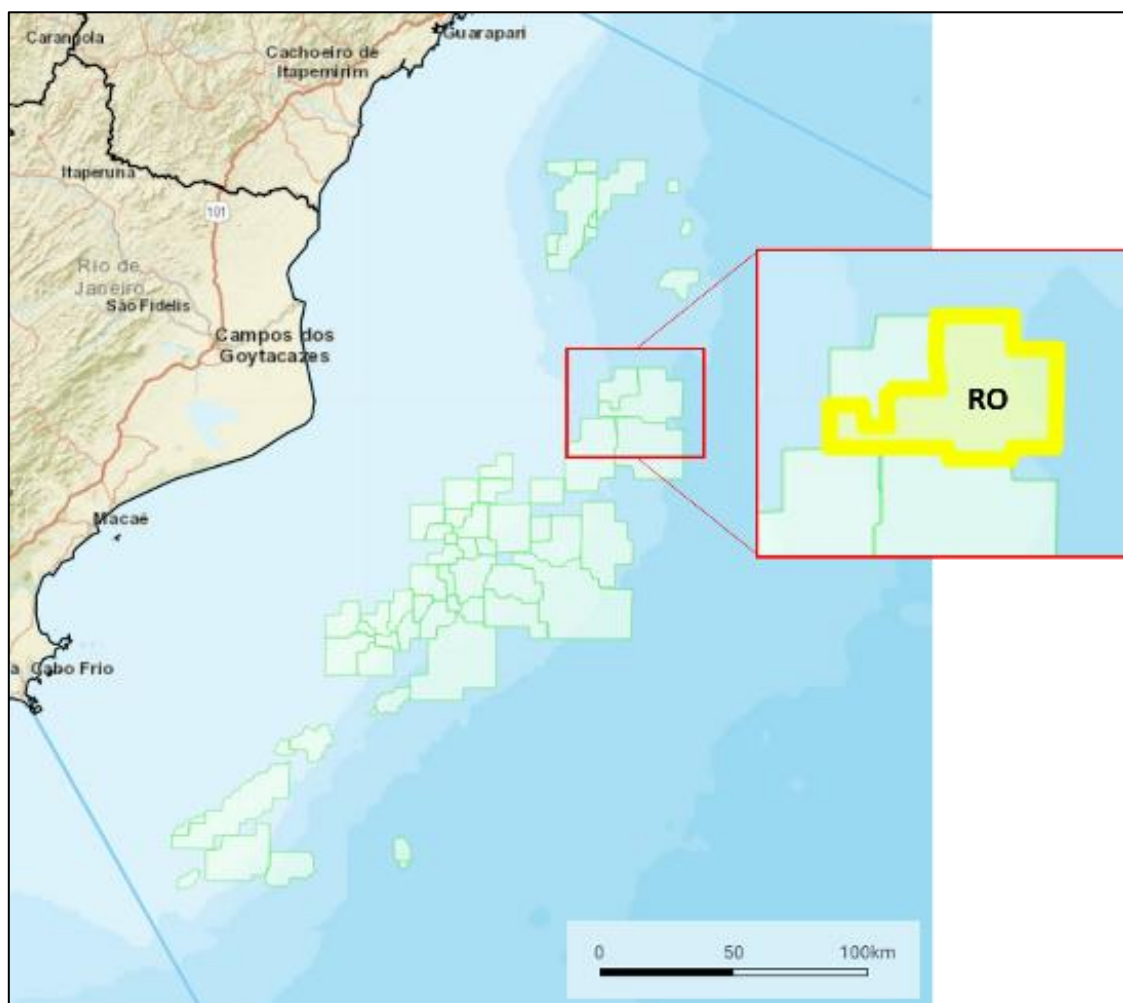 Carangola
Guarapari
Cachoeiro de
Itapemirim
Itaperuna
101
Rio de
Janeiro
São Fidelis
Campos dos
Goytacazes
RO
Macaé
a Cabo Frio
0 50 100km